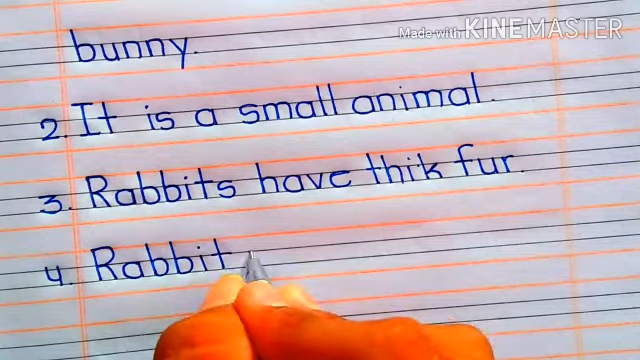 Made with KINEMASTER
bunny.
2. It is a small animal.
3. Rabbits have thik fur.
4. Rabbit